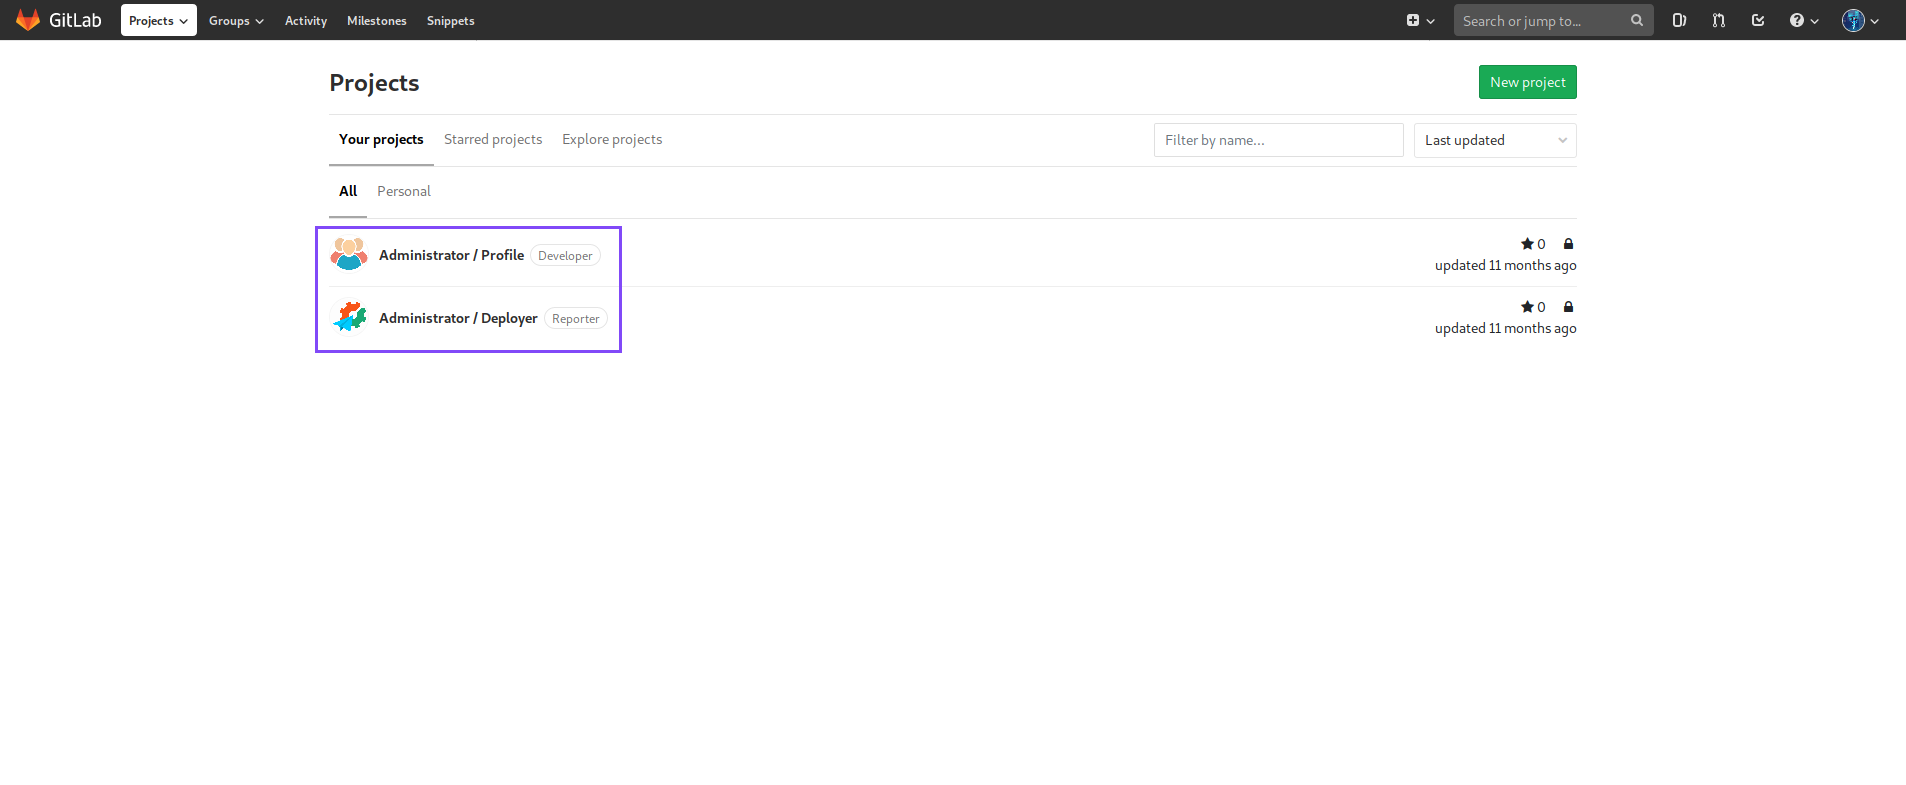 GitLab Projects Groups Activity Milestones Snippets Search or jump to...
Projects New project
Your projects Starred projects Explore projects Filter by name... Last updated
All Personal
Administrator / Profile Developer 0
updated 11 months ago
Administrator / Deployer Reporter 0
updated 11 months ago